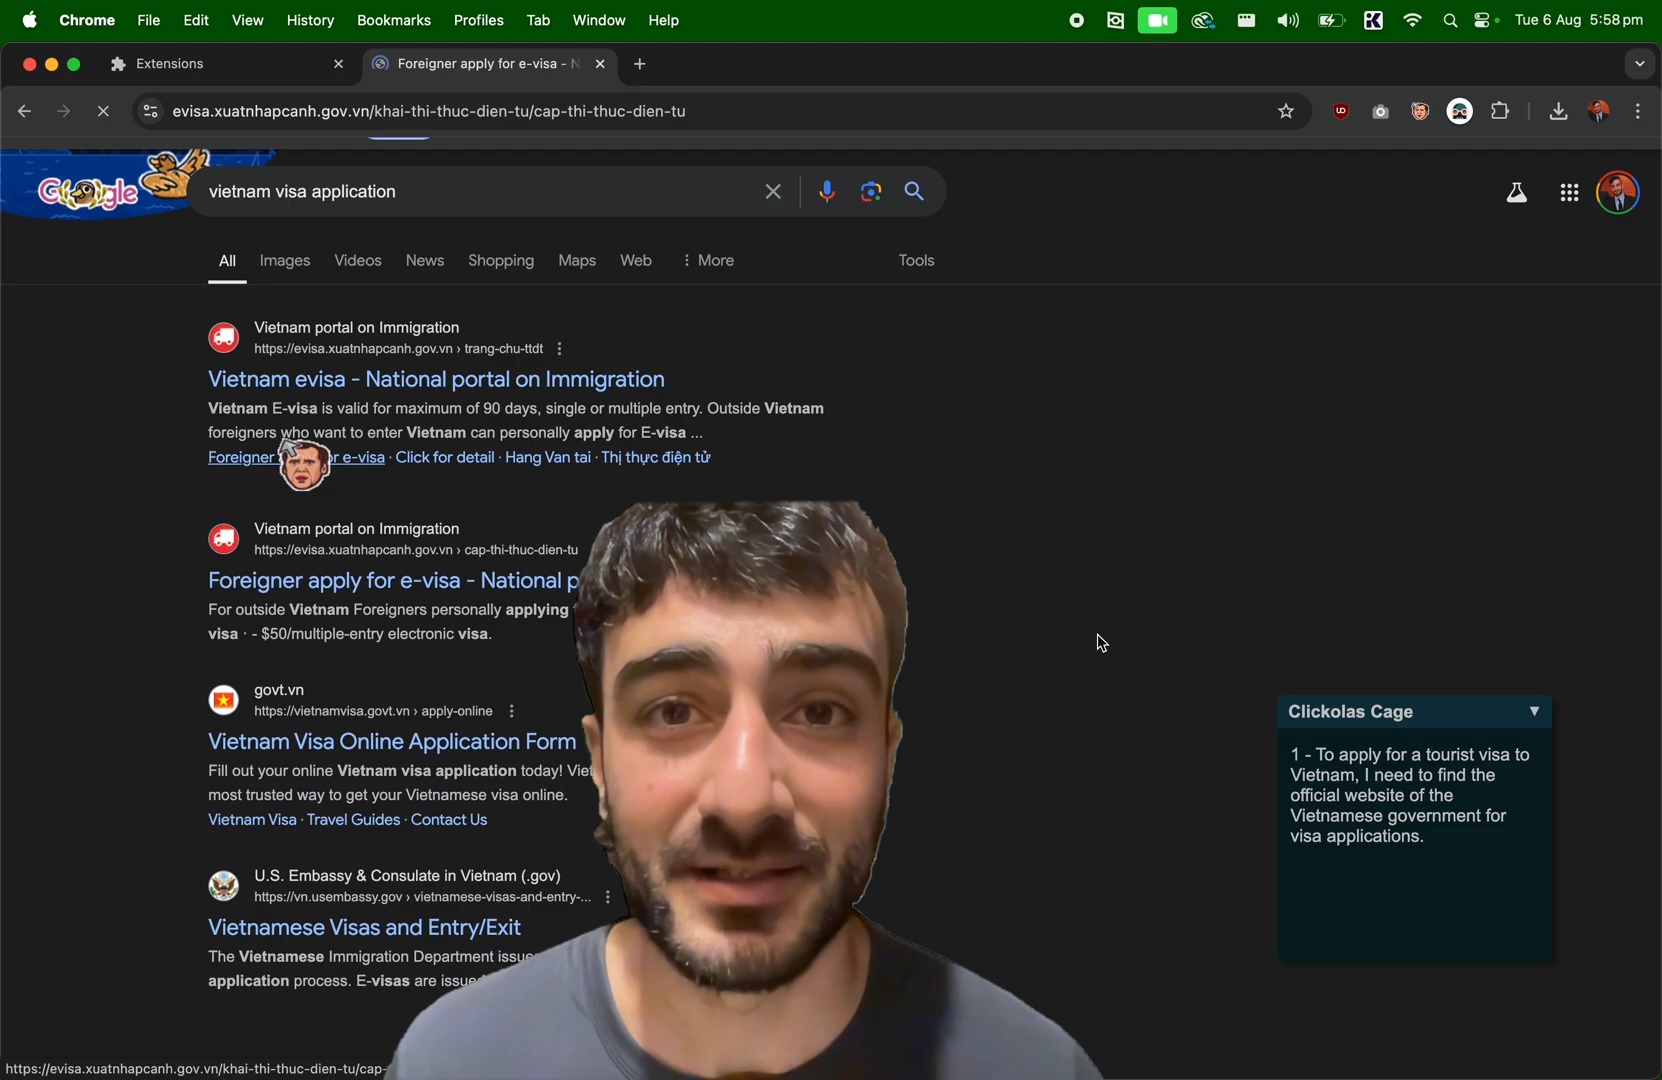 Chrome File Edit View History Bookmarks Profiles Tab Window Help
Tue 6 Aug 5:58 pm
Extensions
Foreigner apply for e-visa - N
evisa.xuatnhapcanh.gov.vn/khai-thi-thuc-dien-tu/cap-thi-thuc-dien-tu
Google
vietnam visa application
All Images Videos News Shopping Maps Web More Tools
Vietnam portal on Immigration
https://evisa.xuatnhapcanh.gov.vn › trang-chu-ttdt
Vietnam evisa - National portal on Immigration
Vietnam E-visa is valid for maximum of 90 days, single or multiple entry. Outside Vietnam
foreigners who want to enter Vietnam can personally apply for E-visa ...
Foreigner or e-visa · Click for detail · Hang Van tai · Thị thực điện tử
Vietnam portal on Immigration
https://evisa.xuatnhapcanh.gov.vn › cap-thi-thuc-dien-tu
Foreigner apply for e-visa - National p
For outside Vietnam Foreigners personally applying
visa · - $50/multiple-entry electronic visa.
govt.vn
https://vietnamvisa.govt.vn › apply-online
Vietnam Visa Online Application Form
Fill out your online Vietnam visa application today! Viet
most trusted way to get your Vietnamese visa online.
Vietnam Visa · Travel Guides · Contact Us
U.S. Embassy & Consulate in Vietnam (.gov)
https://vn.usembassy.gov › vietnamese-visas-and-entry-...
Vietnamese Visas and Entry/Exit
The Vietnamese Immigration Department issue
application process. E-visas are issue
Clickolas Cage
1 - To apply for a tourist visa to
Vietnam, I need to find the
official website of the
Vietnamese government for
visa applications.
https://evisa.xuatnhapcanh.gov.vn/khai-thi-thuc-dien-tu/cap-